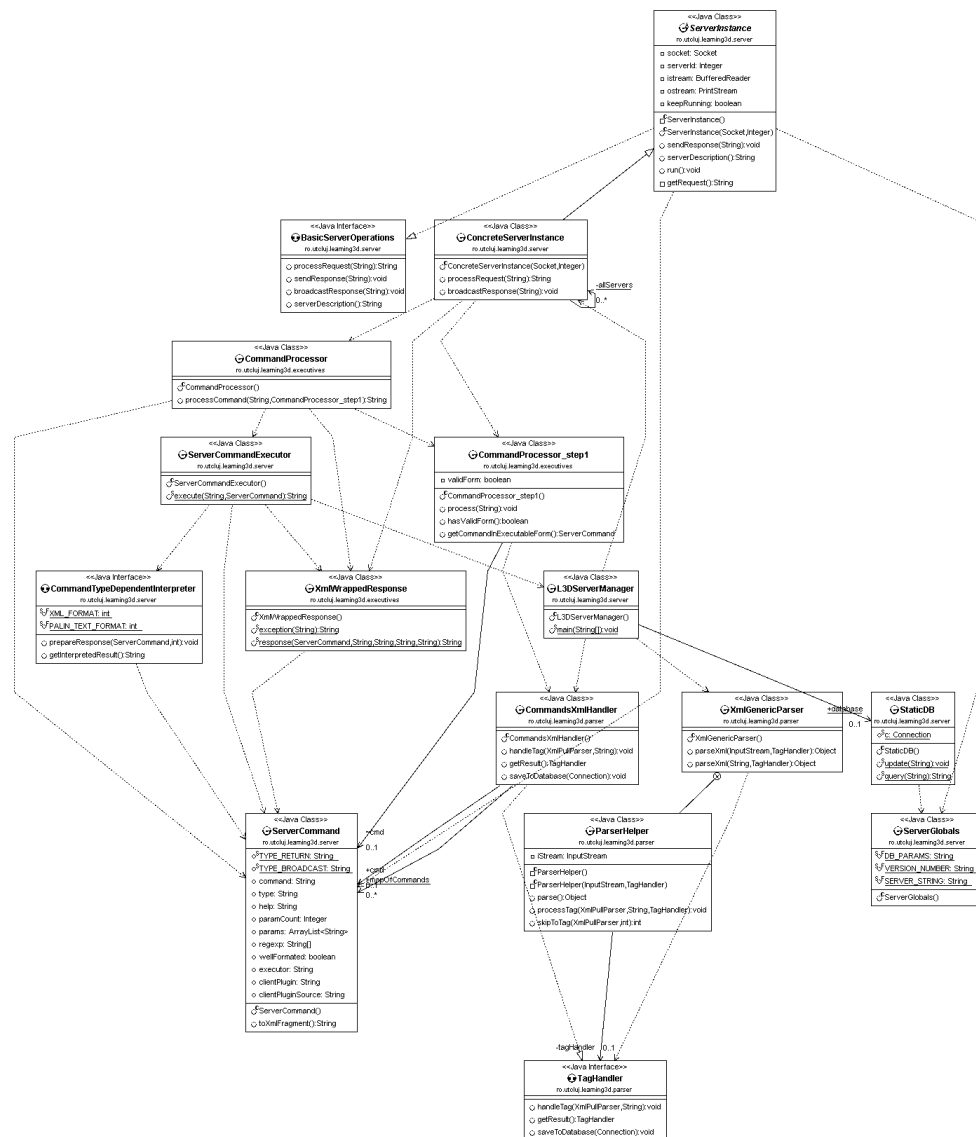 <<Java Class>>
ServerInstance
ro.utcluj.learning3d.server
socket: Socket
serverId: Integer
istream: BufferedReader
ostream: PrintStream
keepRunning: boolean
ServerInstance()
ServerInstance(Socket,Integer)
sendResponse(String):void
serverDescription():String
run():void
getRequest():String
<<Java Interface>>
BasicServerOperations
ro.utcluj.learning3d.server
processRequest(String):String
sendResponse(String):void
broadcastResponse(String):void
serverDescription():String
<<Java Class>>
ConcreteServerInstance
ro.utcluj.learning3d.server
ConcreteServerInstance(Socket,Integer)
processRequest(String):String
broadcastResponse(String):void
-allServers
0..*
<<Java Class>>
CommandProcessor
ro.utcluj.learning3d.executives
CommandProcessor()
processCommand(String,CommandProcessor_step1):String
<<Java Class>>
ServerCommandExecutor
ro.utcluj.learning3d.server
ServerCommandExecutor()
execute(String,ServerCommand):String
<<Java Class>>
CommandProcessor_step1
ro.utcluj.learning3d.executives
validForm: boolean
CommandProcessor_step1()
process(String):void
hasValidForm():boolean
getCommandInExecutableForm():ServerCommand
<<Java Interface>>
CommandTypeDependentInterpreter
ro.utcluj.learning3d.server
XML_FORMAT: int
PALIN_TEXT_FORMAT: int
prepareResponse(ServerCommand,int):void
getInterpretedResult():String
<<Java Class>>
XmlWrappedResponse
ro.utcluj.learning3d.executives
XmlWrappedResponse()
exception(String):String
response(ServerCommand,String,String,String,String):String
<<Java Class>>
L3DServerManager
ro.utcluj.learning3d.server
L3DServerManager()
main(String[]):void
<<Java Class>>
CommandsXmlHandler
ro.utcluj.learning3d.parser
CommandsXmlHandler()
handleTag(XmlPullParser,String):void
getResult():TagHandler
saveToDatabase(Connection):void
<<Java Class>>
XmlGenericParser
ro.utcluj.learning3d.parser
XmlGenericParser()
parseXml(InputStream,TagHandler):Object
parseXml(String,TagHandler):Object
+database
0..1
<<Java Class>>
StaticDB
ro.utcluj.learning3d.server
c: Connection
StaticDB()
update(String):void
query(String):String
<<Java Class>>
ServerCommand
ro.utcluj.learning3d.server
TYPE_RETURN: String
TYPE_BROADCAST: String
command: String
type: String
help: String
paramCount: Integer
params: ArrayList<String>
regexp: String[]
wellFormated: boolean
executor: String
clientPlugin: String
clientPluginSource: String
ServerCommand()
toXmlFragment():String
0..1
0..1
0..*
<<Java Class>>
ParserHelper
ro.utcluj.learning3d.parser
iStream: InputStream
ParserHelper()
ParserHelper(InputStream,TagHandler)
parse():Object
processTag(XmlPullParser,String,TagHandler):void
skipToTag(XmlPullParser,int):int
<<Java Class>>
ServerGlobals
ro.utcluj.learning3d.server
DB_PARAMS: String
VERSION_NUMBER: String
SERVER_STRING: String
ServerGlobals()
-tagHandler
0..1
<<Java Interface>>
TagHandler
ro.utcluj.learning3d.parser
handleTag(XmlPullParser,String):void
getResult():TagHandler
saveToDatabase(Connection):void